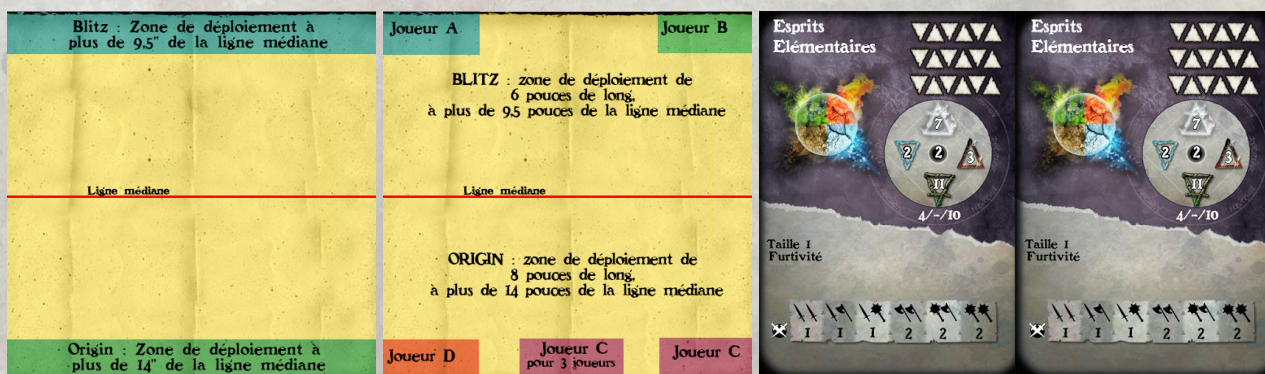 Blitz : Zone de déploiement à
plus de 9,5" de la ligne médiane
Ligne médiane
Origin : Zone de déploiement à
plus de 14" de la ligne médiane
Joueur A
Joueur B
BLITZ : zone de déploiement de
6 pouces de long,
à plus de 9,5 pouces de la ligne médiane
Ligne médiane
ORIGIN : zone de déploiement de
8 pouces de long,
à plus de 14 pouces de la ligne médiane
Joueur D
Joueur C
pour 3 joueurs
Joueur C
Esprits
Elémentaires
7
2 2 3
11
4/-/10
Taille 1
Furtivité
1 1 1 2 2 2
Esprits
Elémentaires
7
2 2 3
11
4/-/10
Taille 1
Furtivité
1 1 1 2 2 2